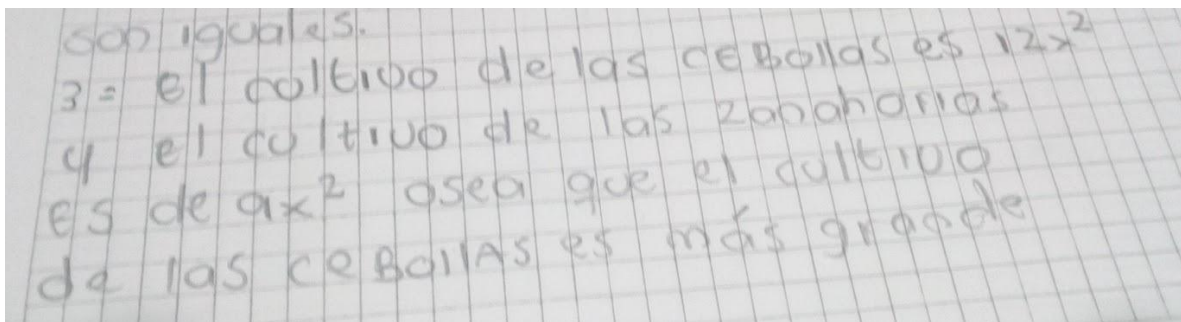 son iguales.
3= el coltivo de las ceBollas es 12x²
y el cultivo de las zanahorias
es de 9x² osea que el cultivo
de las ceBollAs es más grande